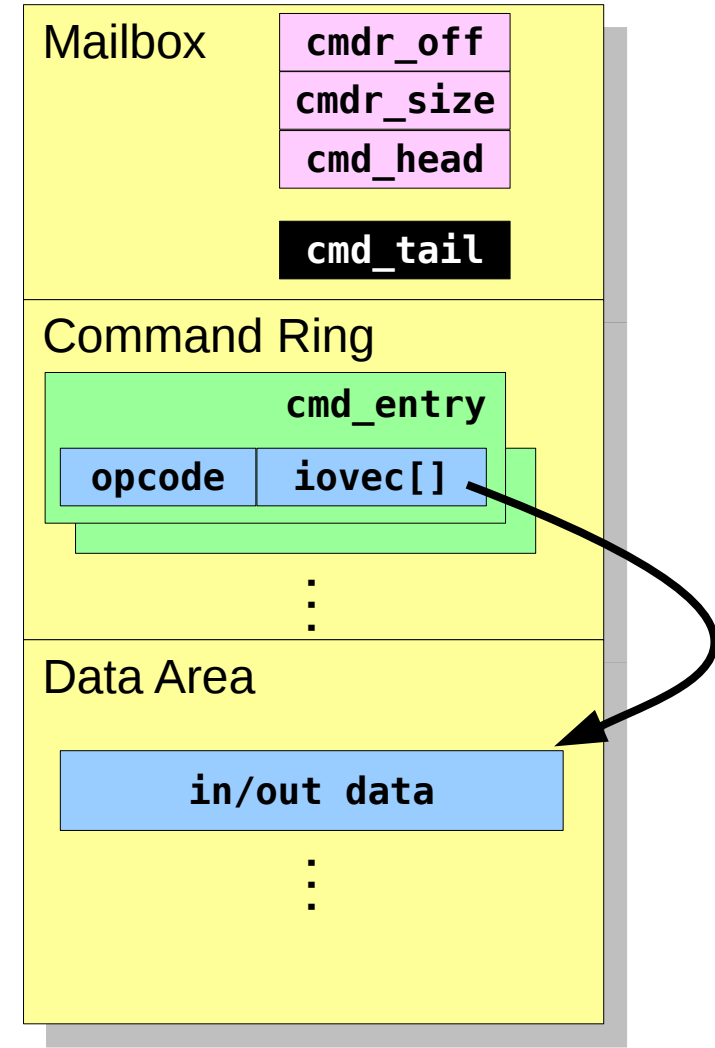 Mailbox
cmdr_off
cmdr_size
cmd_head
cmd_tail
Command Ring
cmd_entry
opcode iovec[]
Data Area
in/out data